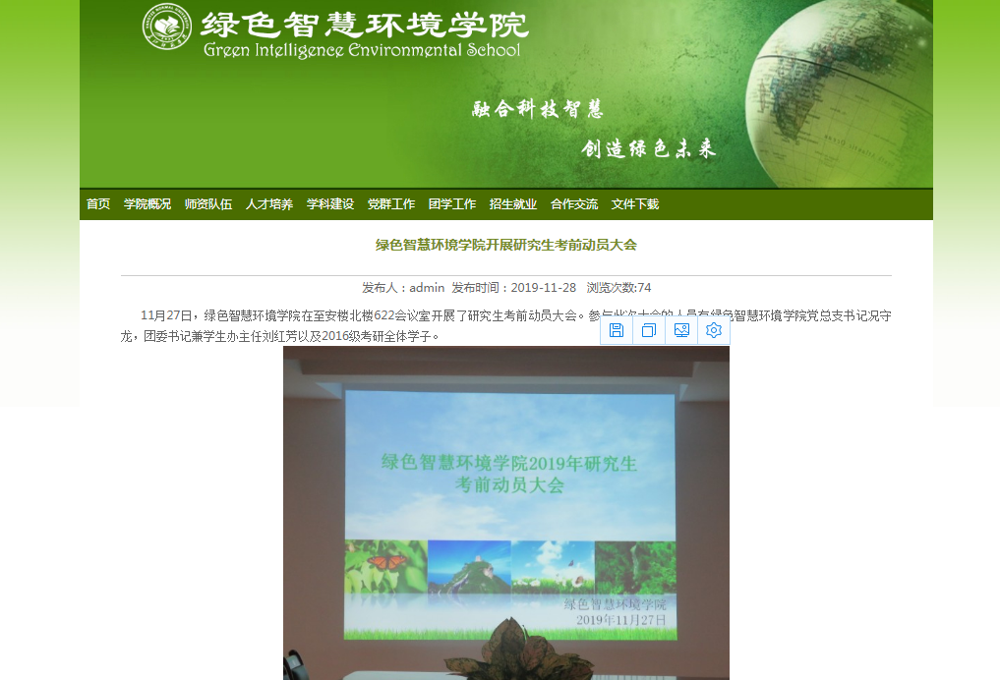 绿色智慧环境学院
Green Intelligence Environmental School
融合科技智慧
创造绿色未来
首页 学院概况 师资队伍 人才培养 学科建设 党群工作 团学工作 招生就业 合作交流 文件下载
绿色智慧环境学院开展研究生考前动员大会
发布人：admin 发布时间：2019-11-28 浏览次数:74
11月27日，绿色智慧环境学院在至安楼北楼622会议室开展了研究生考前动员大会。参与此次大会的人员有绿色智慧环境学院党总支书记况守
龙，团委书记兼学生办主任刘红芳以及2016级考研全体学子。
绿色智慧环境学院2019年研究生
考前动员大会
绿色智慧环境学院
2019年11月27日